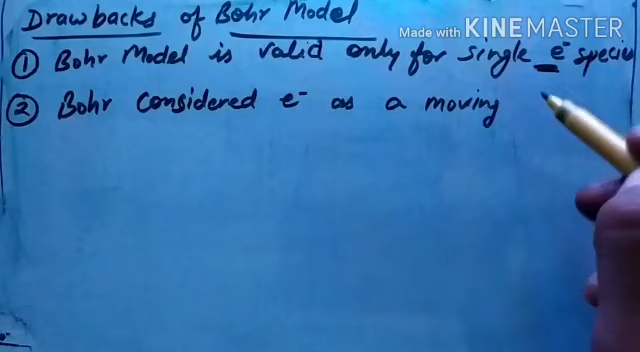 Drawbacks of Bohr Model
Made with KINEMASTER
① Bohr Model is valid only for single e⁻ species
② Bohr Considered e⁻ as a moving